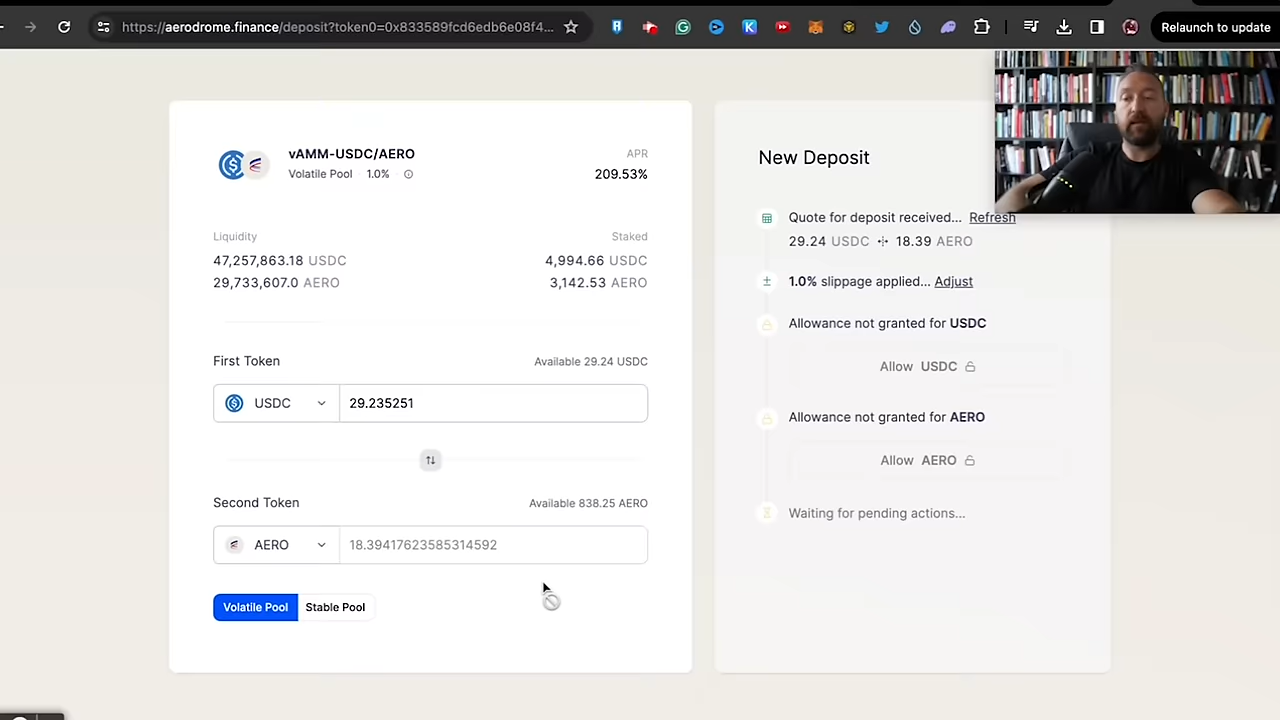 https://aerodrome.finance/deposit?token0=0x833589fcd6edb6e08f4...
Relaunch to update
vAMM-USDC/AERO
Volatile Pool · 1.0%
APR
209.53%
Liquidity
Staked
47,257,863.18 USDC
4,994.66 USDC
29,733,607.0 AERO
3,142.53 AERO
First Token
Available 29.24 USDC
USDC
29.235251
Second Token
Available 838.25 AERO
AERO
18.39417623585314592
Volatile Pool
Stable Pool
New Deposit
Quote for deposit received... Refresh
29.24 USDC 18.39 AERO
1.0% slippage applied... Adjust
Allowance not granted for USDC
Allow USDC
Allowance not granted for AERO
Allow AERO
Waiting for pending actions...